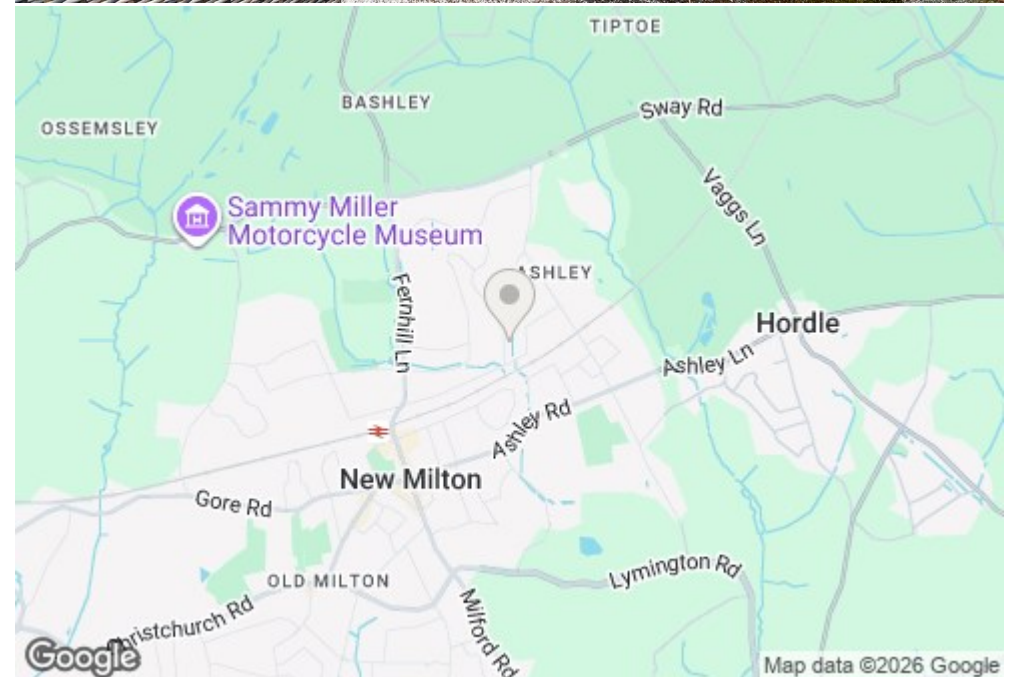 TIPTOE
BASHLEY
Sway Rd
OSSEMSLEY
Vaggs Ln
Sammy Miller
Motorcycle Museum
ASHLEY
Fernhill Ln
Hordle
Ashley Ln
Ashley Rd
New Milton
Gore Rd
Lymington Rd
OLD MILTON
Christchurch Rd
Milford Rd
Google
Map data ©2026 Google